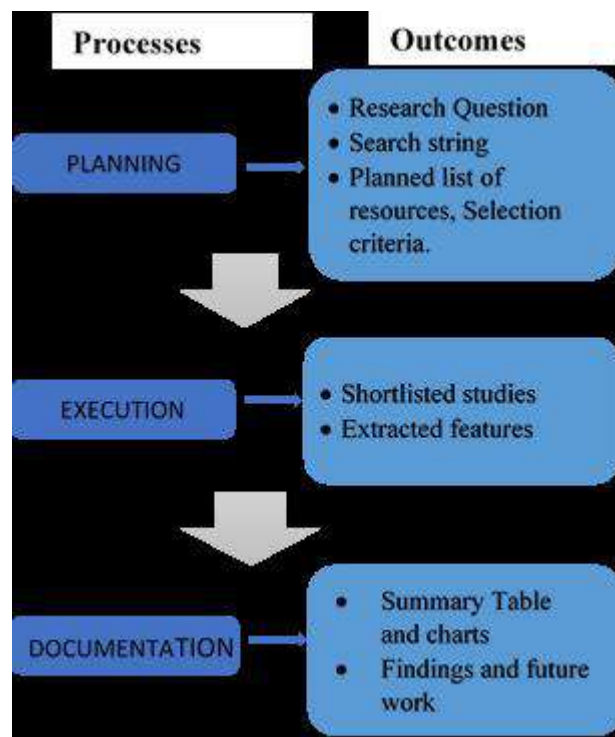 Processes
Outcomes
PLANNING
• Research Question
• Search string
• Planned list of
resources, Selection
criteria.
EXECUTION
• Shortlisted studies
• Extracted features
DOCUMENTATION
• Summary Table
and charts
• Findings and future
work